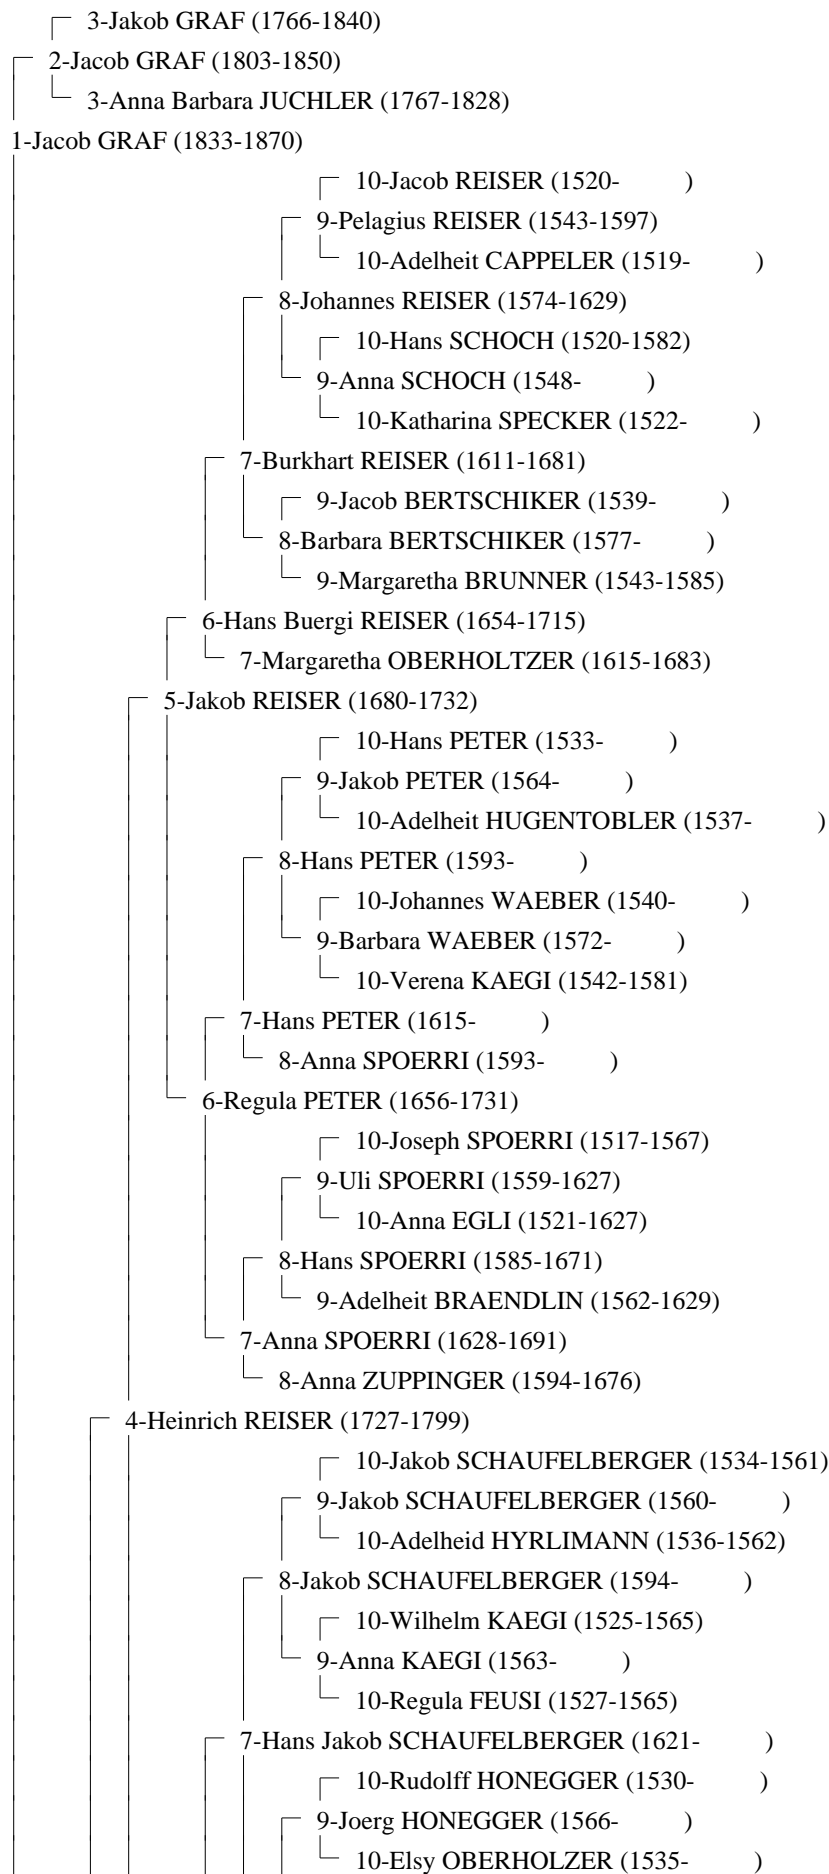 3-Jakob GRAF (1766-1840)
2-Jacob GRAF (1803-1850)
3-Anna Barbara JUCHLER (1767-1828)
1-Jacob GRAF (1833-1870)
10-Jacob REISER (1520- )
9-Pelagius REISER (1543-1597)
10-Adelheit CAPPELER (1519- )
8-Johannes REISER (1574-1629)
10-Hans SCHOCH (1520-1582)
9-Anna SCHOCH (1548- )
10-Katharina SPECKER (1522- )
7-Burkhart REISER (1611-1681)
9-Jacob BERTSCHIKER (1539- )
8-Barbara BERTSCHIKER (1577- )
9-Margaretha BRUNNER (1543-1585)
6-Hans Buergi REISER (1654-1715)
7-Margaretha OBERHOLTZER (1615-1683)
5-Jakob REISER (1680-1732)
10-Hans PETER (1533- )
9-Jakob PETER (1564- )
10-Adelheit HUGENTOBLER (1537- )
8-Hans PETER (1593- )
10-Johannes WAEBER (1540- )
9-Barbara WAEBER (1572- )
10-Verena KAEGI (1542-1581)
7-Hans PETER (1615- )
8-Anna SPOERRI (1593- )
6-Regula PETER (1656-1731)
10-Joseph SPOERRI (1517-1567)
9-Uli SPOERRI (1559-1627)
10-Anna EGLI (1521-1627)
8-Hans SPOERRI (1585-1671)
9-Adelheit BRAENDLIN (1562-1629)
7-Anna SPOERRI (1628-1691)
8-Anna ZUPPINGER (1594-1676)
4-Heinrich REISER (1727-1799)
10-Jakob SCHAUFELBERGER (1534-1561)
9-Jakob SCHAUFELBERGER (1560- )
10-Adelheid HYRLIMANN (1536-1562)
8-Jakob SCHAUFELBERGER (1594- )
10-Wilhelm KAEGI (1525-1565)
9-Anna KAEGI (1563- )
10-Regula FEUSI (1527-1565)
7-Hans Jakob SCHAUFELBERGER (1621- )
10-Rudolff HONEGGER (1530- )
9-Joerg HONEGGER (1566- )
10-Elsy OBERHOLZER (1535- )